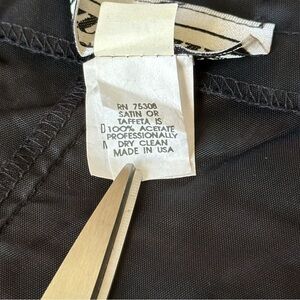 RN 75308
SATIN OR
TAFFETA IS
100% ACETATE
PROFESSIONALLY
DRY CLEAN
MADE IN USA